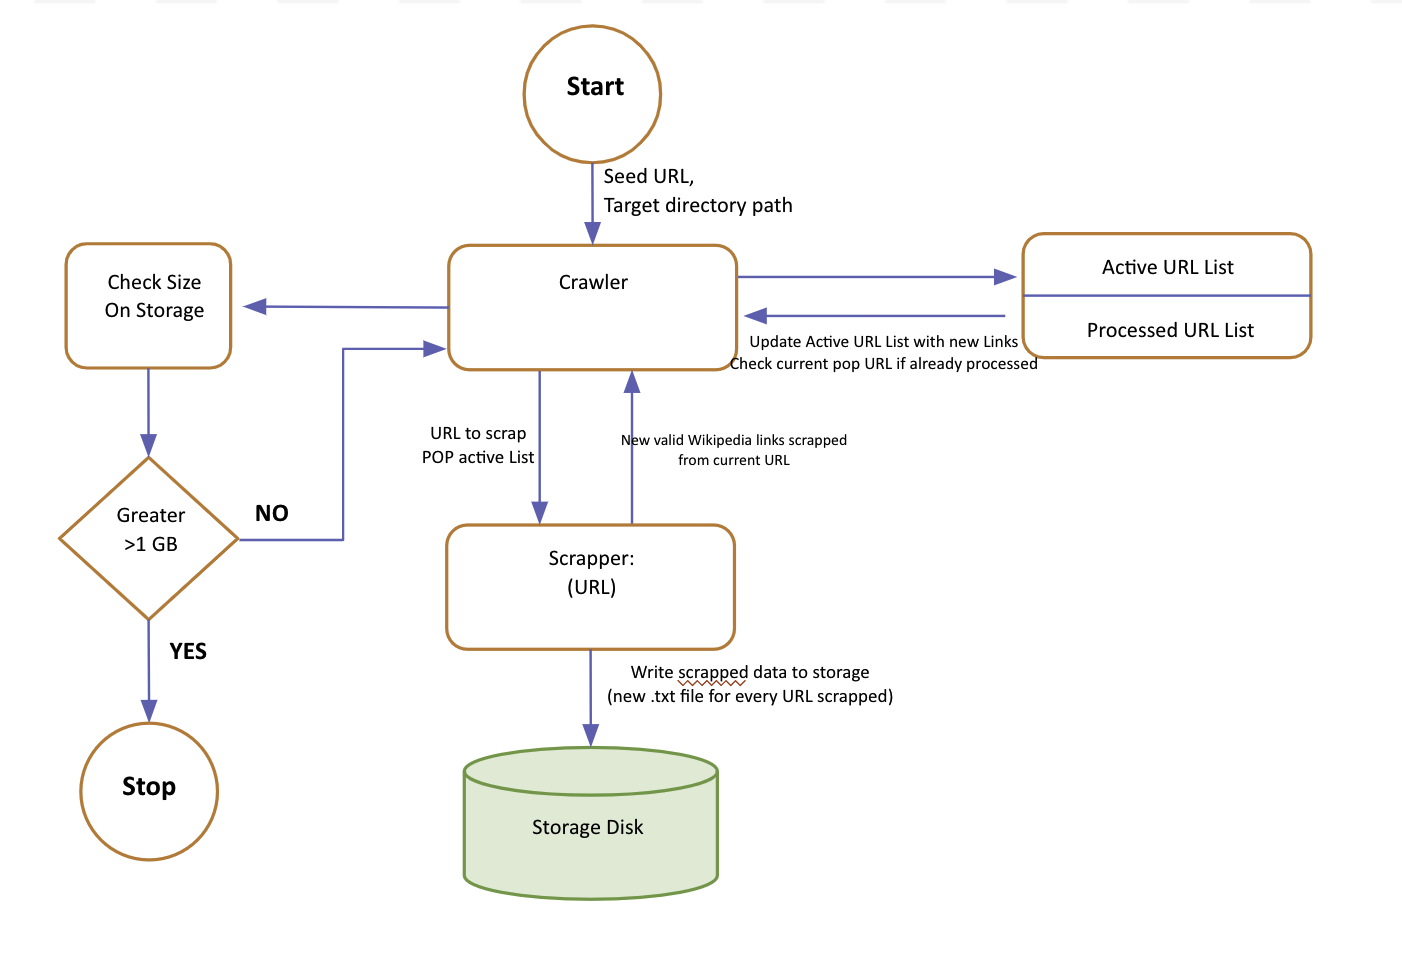 Start
Seed URL,
Target directory path
Check Size
On Storage
Crawler
Active URL List
Processed URL List
Update Active URL List with new Links
Check current pop URL if already processed
URL to scrap
POP active List
New valid Wikipedia links scrapped
from current URL
Greater
>1 GB
NO
Scrapper:
(URL)
YES
Write scrapped data to storage
(new .txt file for every URL scrapped)
Stop
Storage Disk